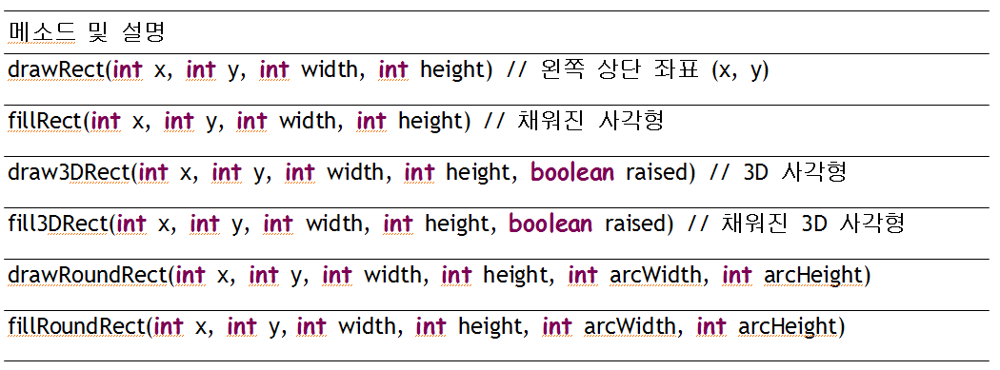 메소드 및 설명
drawRect(int x, int y, int width, int height) // 왼쪽 상단 좌표 (x, y)
fillRect(int x, int y, int width, int height) // 채워진 사각형
draw3DRect(int x, int y, int width, int height, boolean raised) // 3D 사각형
fill3DRect(int x, int y, int width, int height, boolean raised) // 채워진 3D 사각형
drawRoundRect(int x, int y, int width, int height, int arcWidth, int arcHeight)
fillRoundRect(int x, int y, int width, int height, int arcWidth, int arcHeight)